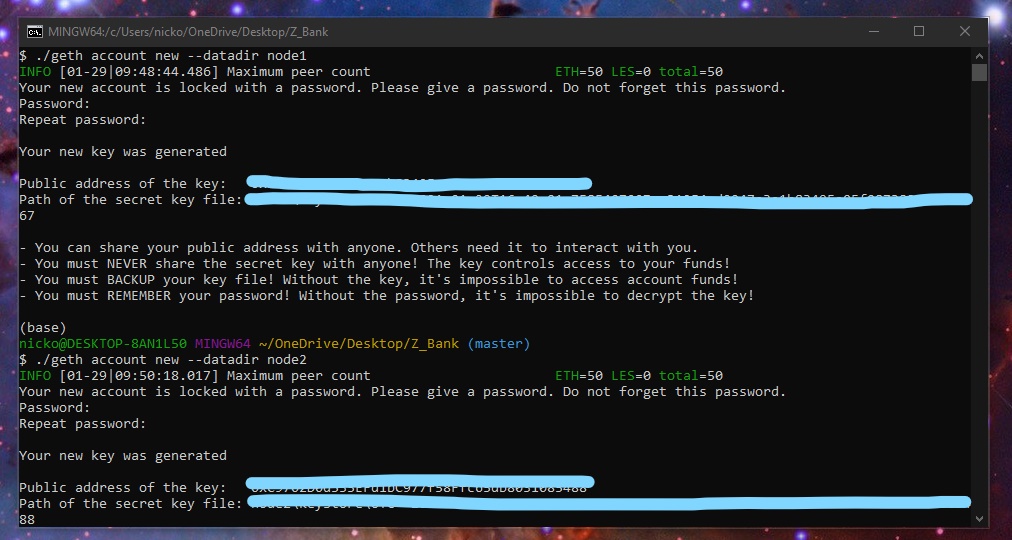 MINGW64:/c/Users/nicko/OneDrive/Desktop/Z_Bank
$ ./geth account new --datadir node1
INFO [01-29|09:48:44.486] Maximum peer count ETH=50 LES=0 total=50
Your new account is locked with a password. Please give a password. Do not forget this password.
Password:
Repeat password:
Your new key was generated
Public address of the key:
Path of the secret key file:
67
- You can share your public address with anyone. Others need it to interact with you.
- You must NEVER share the secret key with anyone! The key controls access to your funds!
- You must BACKUP your key file! Without the key, it's impossible to access account funds!
- You must REMEMBER your password! Without the password, it's impossible to decrypt the key!
(base)
nicko@DESKTOP-8AN1L50 MINGW64 ~/OneDrive/Desktop/Z_Bank (master)
$ ./geth account new --datadir node2
INFO [01-29|09:50:18.017] Maximum peer count ETH=50 LES=0 total=50
Your new account is locked with a password. Please give a password. Do not forget this password.
Password:
Repeat password:
Your new key was generated
Public address of the key:
Path of the secret key file:
88